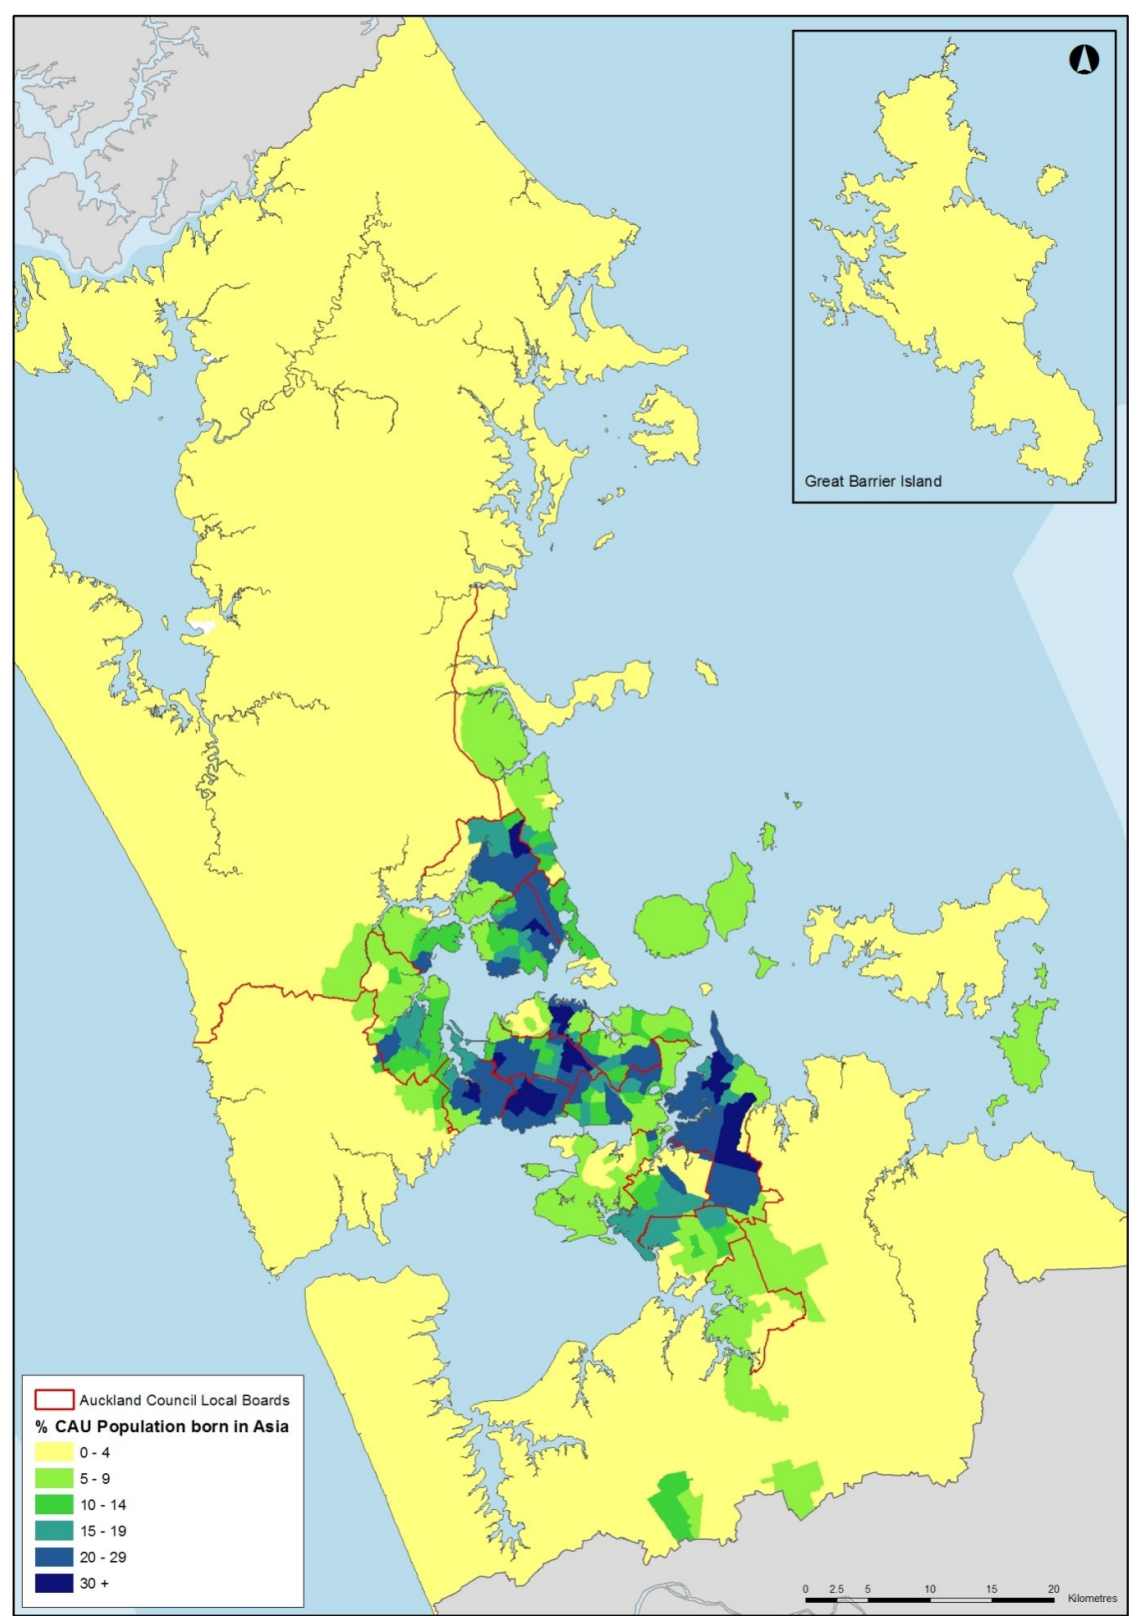 Great Barrier Island
Auckland Council Local Boards
% CAU Population born in Asia
0 - 4
5 - 9
10 - 14
15 - 19
20 - 29
30 +
0 2.5 5 10 15 20
Kilometres